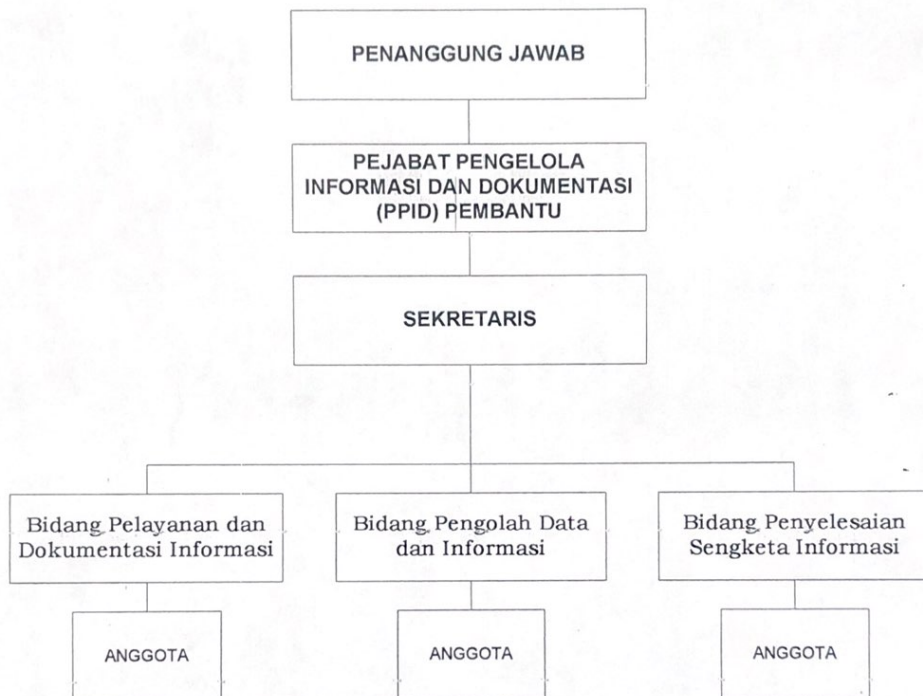 PENANGGUNG JAWAB
PEJABAT PENGELOLA
INFORMASI DAN DOKUMENTASI
(PPID) PEMBANTU
SEKRETARIS
Bidang Pelayanan dan
Dokumentasi Informasi
Bidang Pengolah Data
dan Informasi
Bidang Penyelesaian
Sengketa Informasi
ANGGOTA
ANGGOTA
ANGGOTA